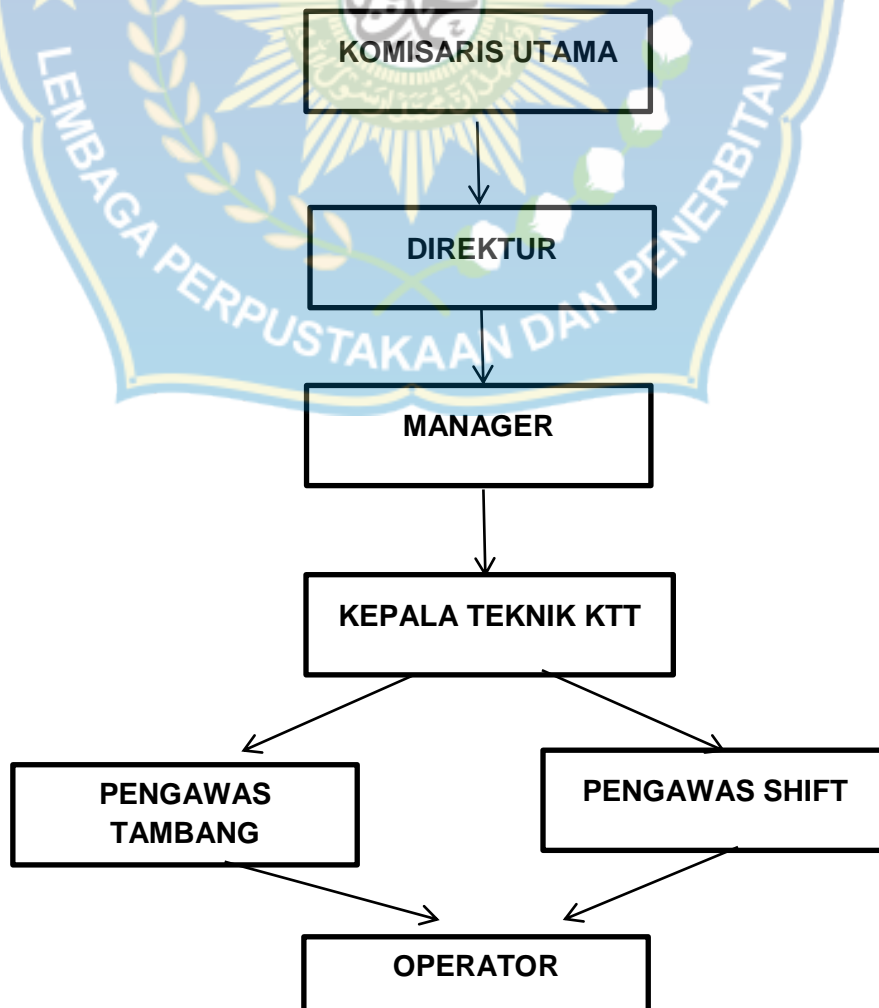 KOMISARIS UTAMA
LEMBAGA PERPUSTAKAAN DAN PENERBITAN
DIREKTUR
MANAGER
KEPALA TEKNIK KTT
PENGAWAS
TAMBANG
PENGAWAS SHIFT
OPERATOR